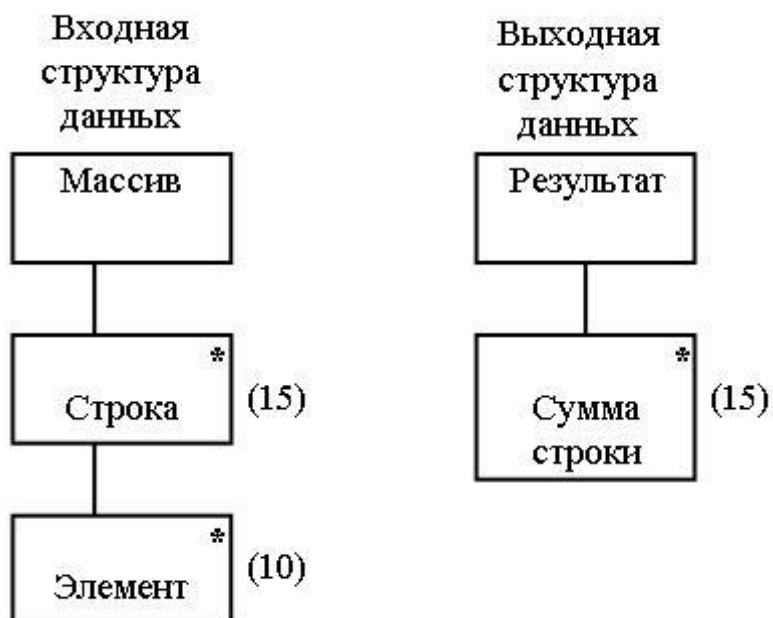 Входная
структура
данных
Массив
*
Строка
(15)
*
Элемент
(10)
Выходная
структура
данных
Результат
*
Сумма
строки
(15)